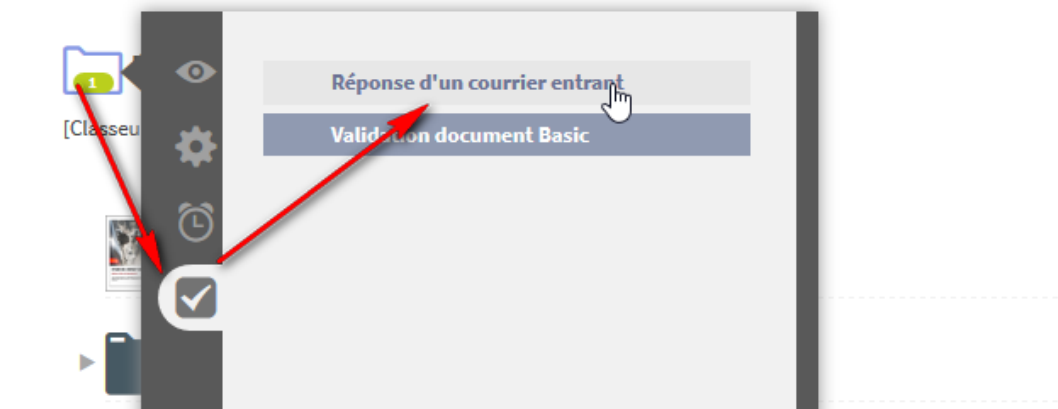 Réponse d'un courrier entrant
1
[Classeu
Validation document Basic